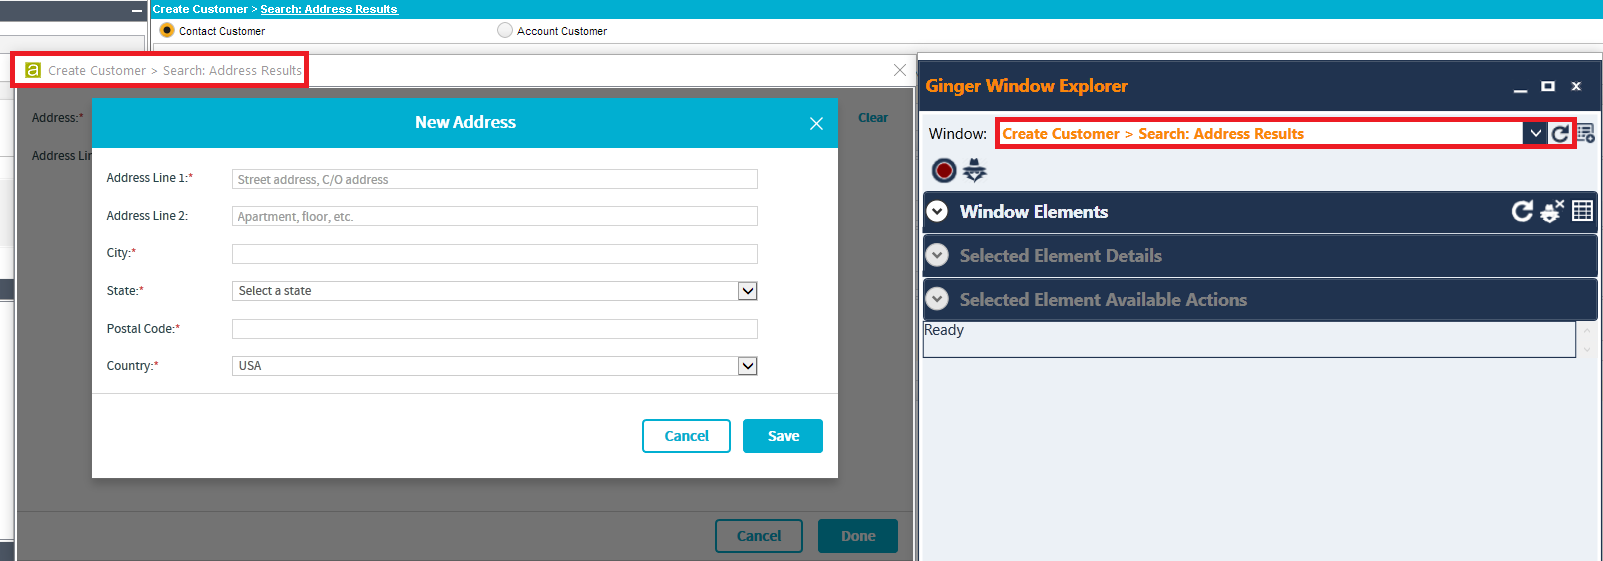 Create Customer > Search: Address Results
Contact Customer
Account Customer
a Create Customer > Search: Address Results
Address:*
Clear
Address Lin
New Address
Address Line 1:*
Street address, C/O address
Address Line 2:
Apartment, floor, etc.
City:*
State:*
Select a state
Postal Code:*
Country:*
USA
Cancel
Save
Cancel
Done
Ginger Window Explorer
Window:
Create Customer > Search: Address Results
Window Elements
Selected Element Details
Selected Element Available Actions
Ready